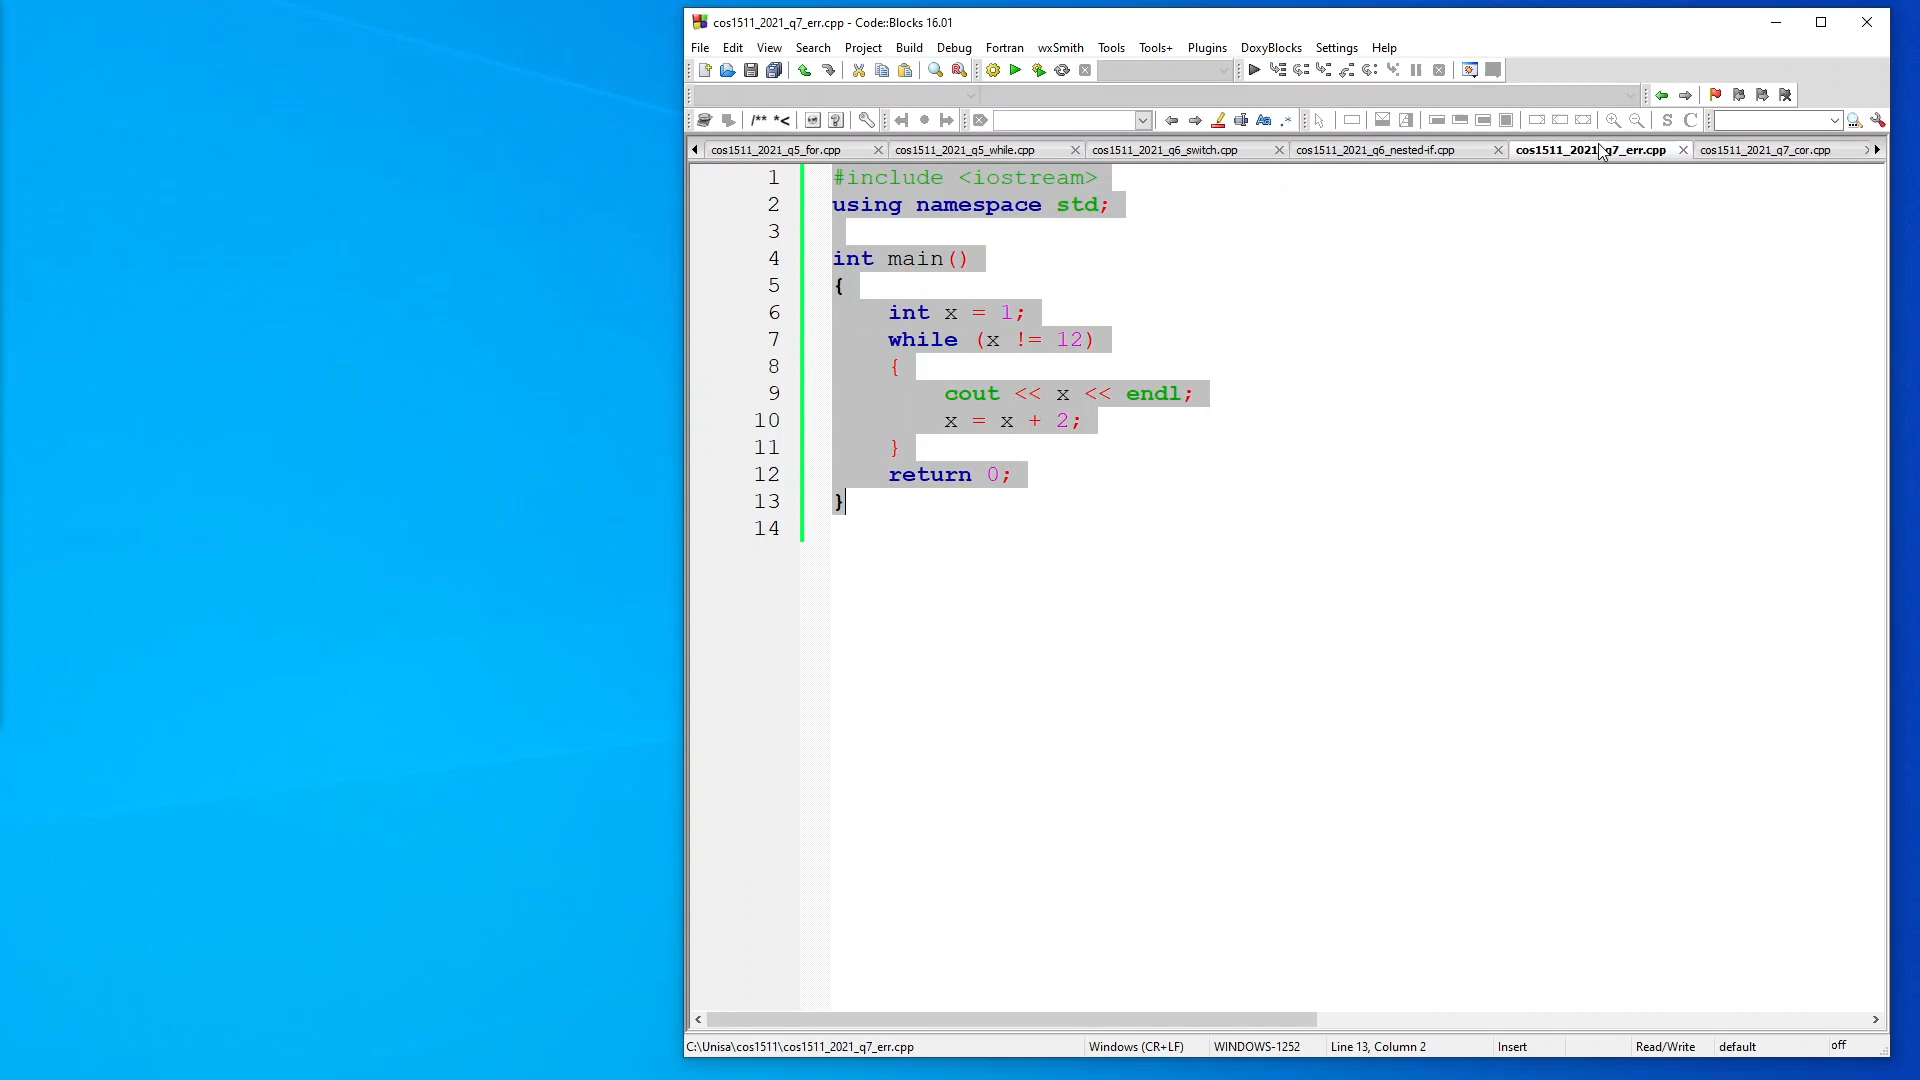 cos1511_2021_q7_err.cpp - Code::Blocks 16.01
File Edit View Search Project Build Debug Fortran wxSmith Tools Tools+ Plugins DoxyBlocks Settings Help
/** *<
Aa .*
S C
cos1511_2021_q5_for.cpp cos1511_2021_q5_while.cpp cos1511_2021_q6_switch.cpp cos1511_2021_q6_nested-if.cpp cos1511_2021_q7_err.cpp cos1511_2021_q7_cor.cpp
1 #include <iostream>
2 using namespace std;
3
4 int main()
5 {
6 int x = 1;
7 while (x != 12)
8 {
9 cout << x << endl;
10 x = x + 2;
11 }
12 return 0;
13 }
14
C:\Unisa\cos1511\cos1511_2021_q7_err.cpp Windows (CR+LF) WINDOWS-1252 Line 13, Column 2 Insert Read/Write default off